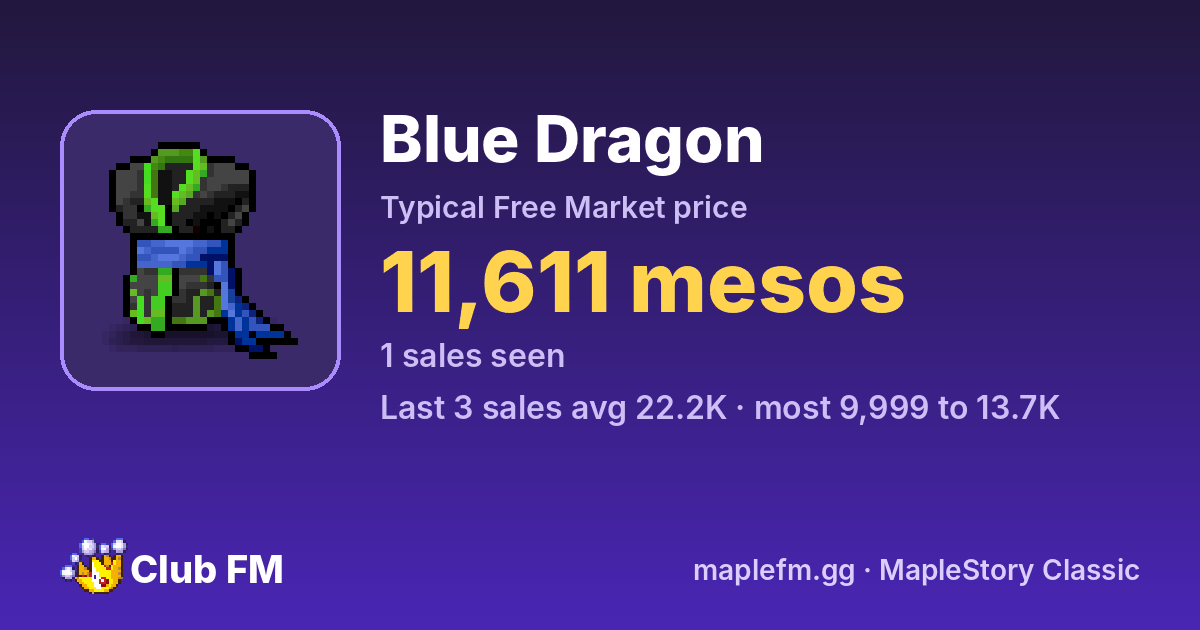 Blue Dragon
Typical Free Market price
11,611 mesos
1 sales seen
Last 3 sales avg 22.2K · most 9,999 to 13.7K
Club FM
maplefm.gg · MapleStory Classic